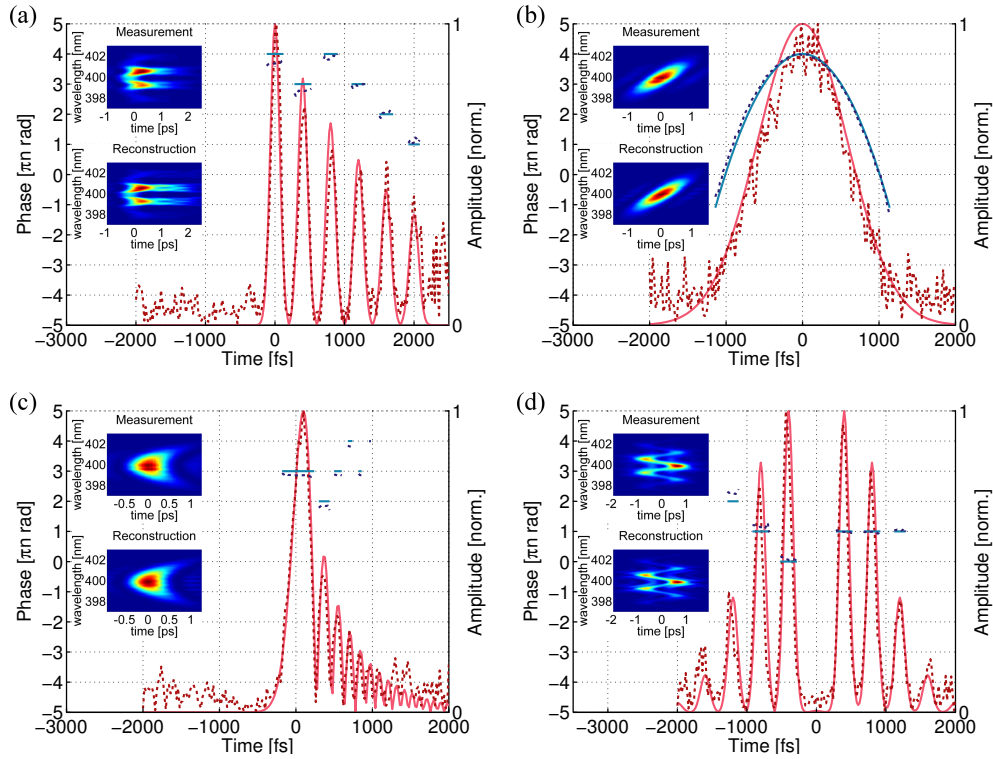 (a)
5
4
3
2
1
0
−1
−2
−3
−4
−5
Phase [πn rad]
Measurement
wavelength [nm]
402
400
398
-1 0 1 2
time [ps]
Reconstruction
wavelength [nm]
402
400
398
-1 0 1 2
time [ps]
1
0
Amplitude [norm.]
−3000 −2000 −1000 0 1000 2000
Time [fs]
(b)
5
4
3
2
1
0
−1
−2
−3
−4
−5
Phase [πn rad]
Measurement
wavelength [nm]
402
400
398
-1 0 1
time [ps]
Reconstruction
wavelength [nm]
402
400
398
-1 0 1
time [ps]
1
0
Amplitude [norm.]
−3000 −2000 −1000 0 1000 2000
Time [fs]
(c)
5
4
3
2
1
0
−1
−2
−3
−4
−5
Phase [πn rad]
Measurement
wavelength [nm]
402
400
398
-0.5 0 0.5 1
time [ps]
Reconstruction
wavelength [nm]
402
400
398
-0.5 0 0.5 1
time [ps]
1
0
Amplitude [norm.]
−3000 −2000 −1000 0 1000 2000
Time [fs]
(d)
5
4
3
2
1
0
−1
−2
−3
−4
−5
Phase [πn rad]
Measurement
wavelength [nm]
402
400
398
-2 -1 0 1
time [ps]
Reconstruction
wavelength [nm]
402
400
398
-2 -1 0 1
time [ps]
1
0
Amplitude [norm.]
−3000 −2000 −1000 0 1000 2000
Time [fs]